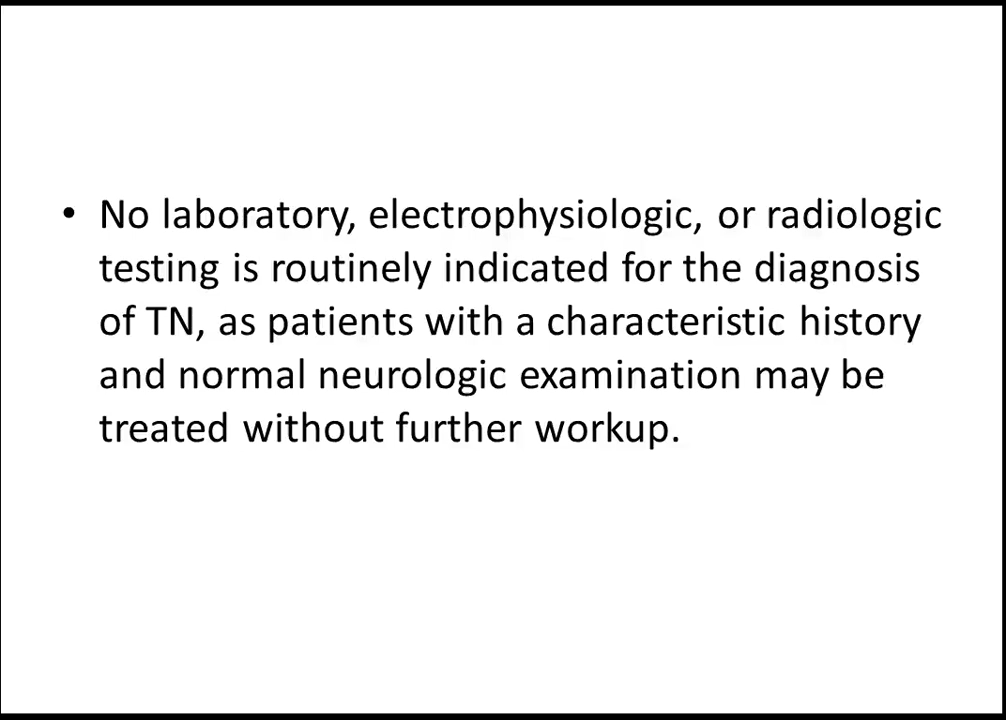 • No laboratory, electrophysiologic, or radiologic
testing is routinely indicated for the diagnosis
of TN, as patients with a characteristic history
and normal neurologic examination may be
treated without further workup.